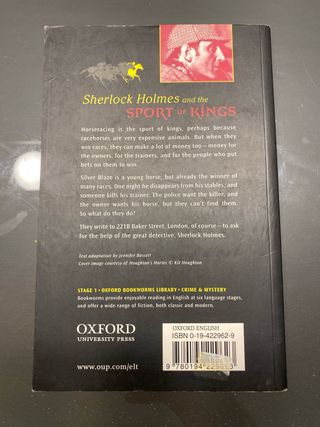 Sherlock Holmes and the
SPORT OF KINGS
Horseracing is the sport of kings, perhaps because
racehorses are very expensive animals. But when they
win races, they can make a lot of money too – money for
the owners, for the trainers, and for the people who put
bets on them to win.
Silver Blaze is a young horse, but already the winner of
many races. One night he disappears from his stables, and
someone kills his trainer. The police want the killer, and
the owner wants his horse, but they can't find them.
So what do they do?
They write to 221B Baker Street, London, of course – to ask
for the help of the great detective, Sherlock Holmes.
Text adaptation by Jennifer Bassett
Cover image courtesy of Houghton's Horses © Kit Houghton
STAGE 1 • OXFORD BOOKWORMS LIBRARY • CRIME & MYSTERY
Bookworms provide enjoyable reading in English at six language stages,
and offer a wide range of fiction, both classic and modern.
OXFORD
UNIVERSITY PRESS
www.oup.com/elt
OXFORD ENGLISH
ISBN 0-19-422962-9
9 780194 229623